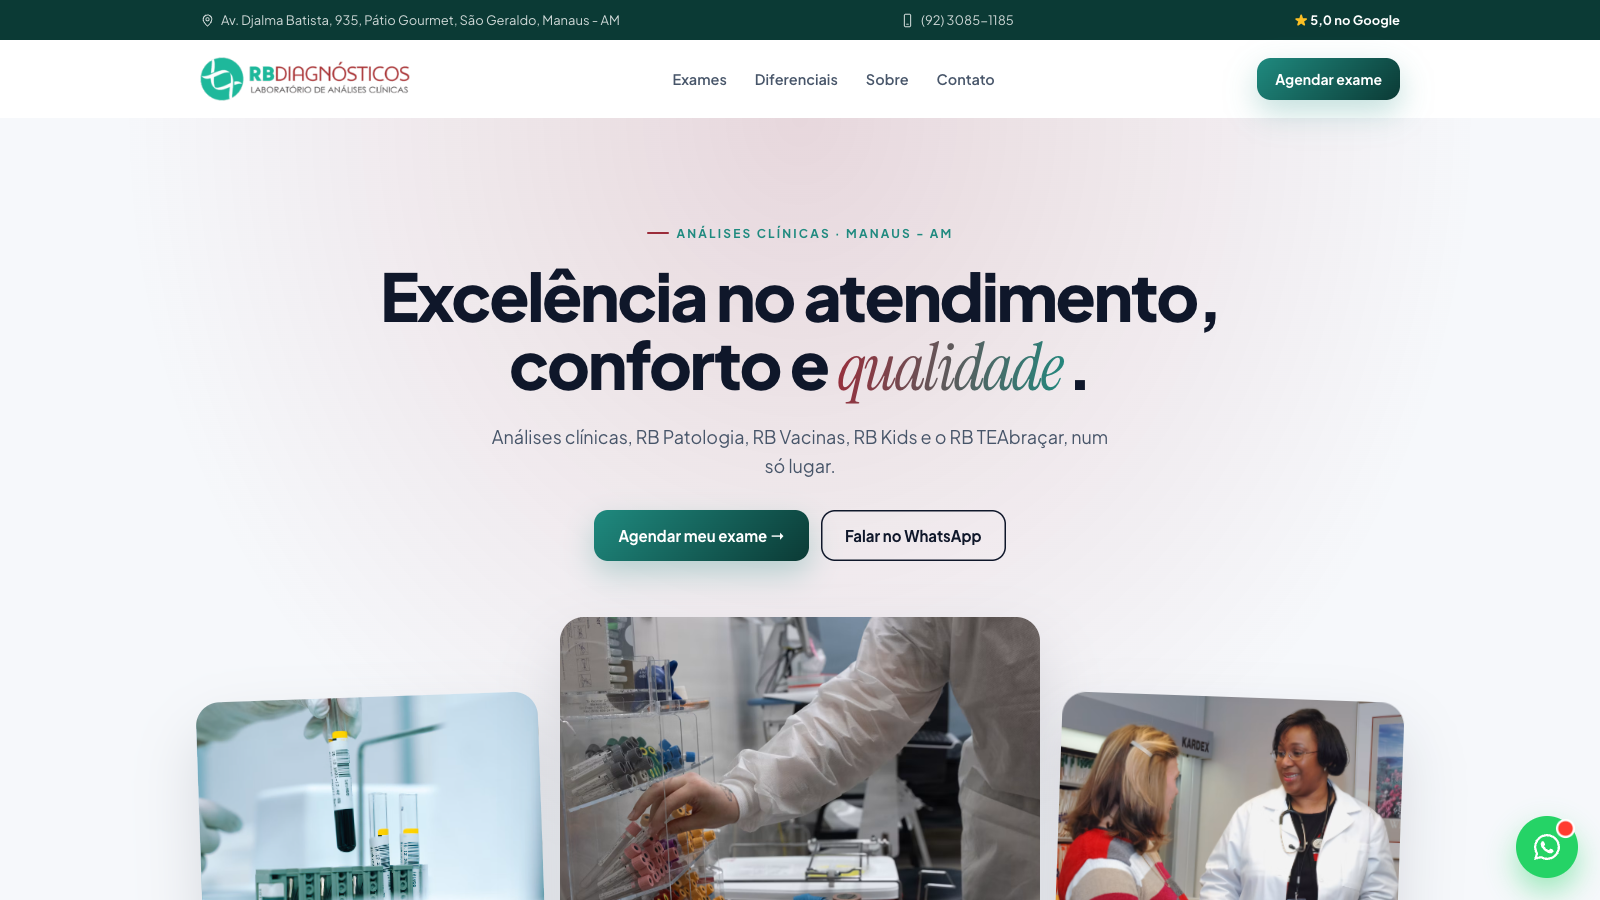 Av. Djalma Batista, 935, Pátio Gourmet, São Geraldo, Manaus - AM
(92) 3085-1185
5,0 no Google
RBDIAGNÓSTICOS
LABORATÓRIO DE ANÁLISES CLÍNICAS
Exames
Diferenciais
Sobre
Contato
Agendar exame
ANÁLISES CLÍNICAS · MANAUS - AM
Excelência no atendimento,
conforto e qualidade .
Análises clínicas, RB Patologia, RB Vacinas, RB Kids e o RB TEAbraçar, num
só lugar.
Agendar meu exame →
Falar no WhatsApp
KARDEX